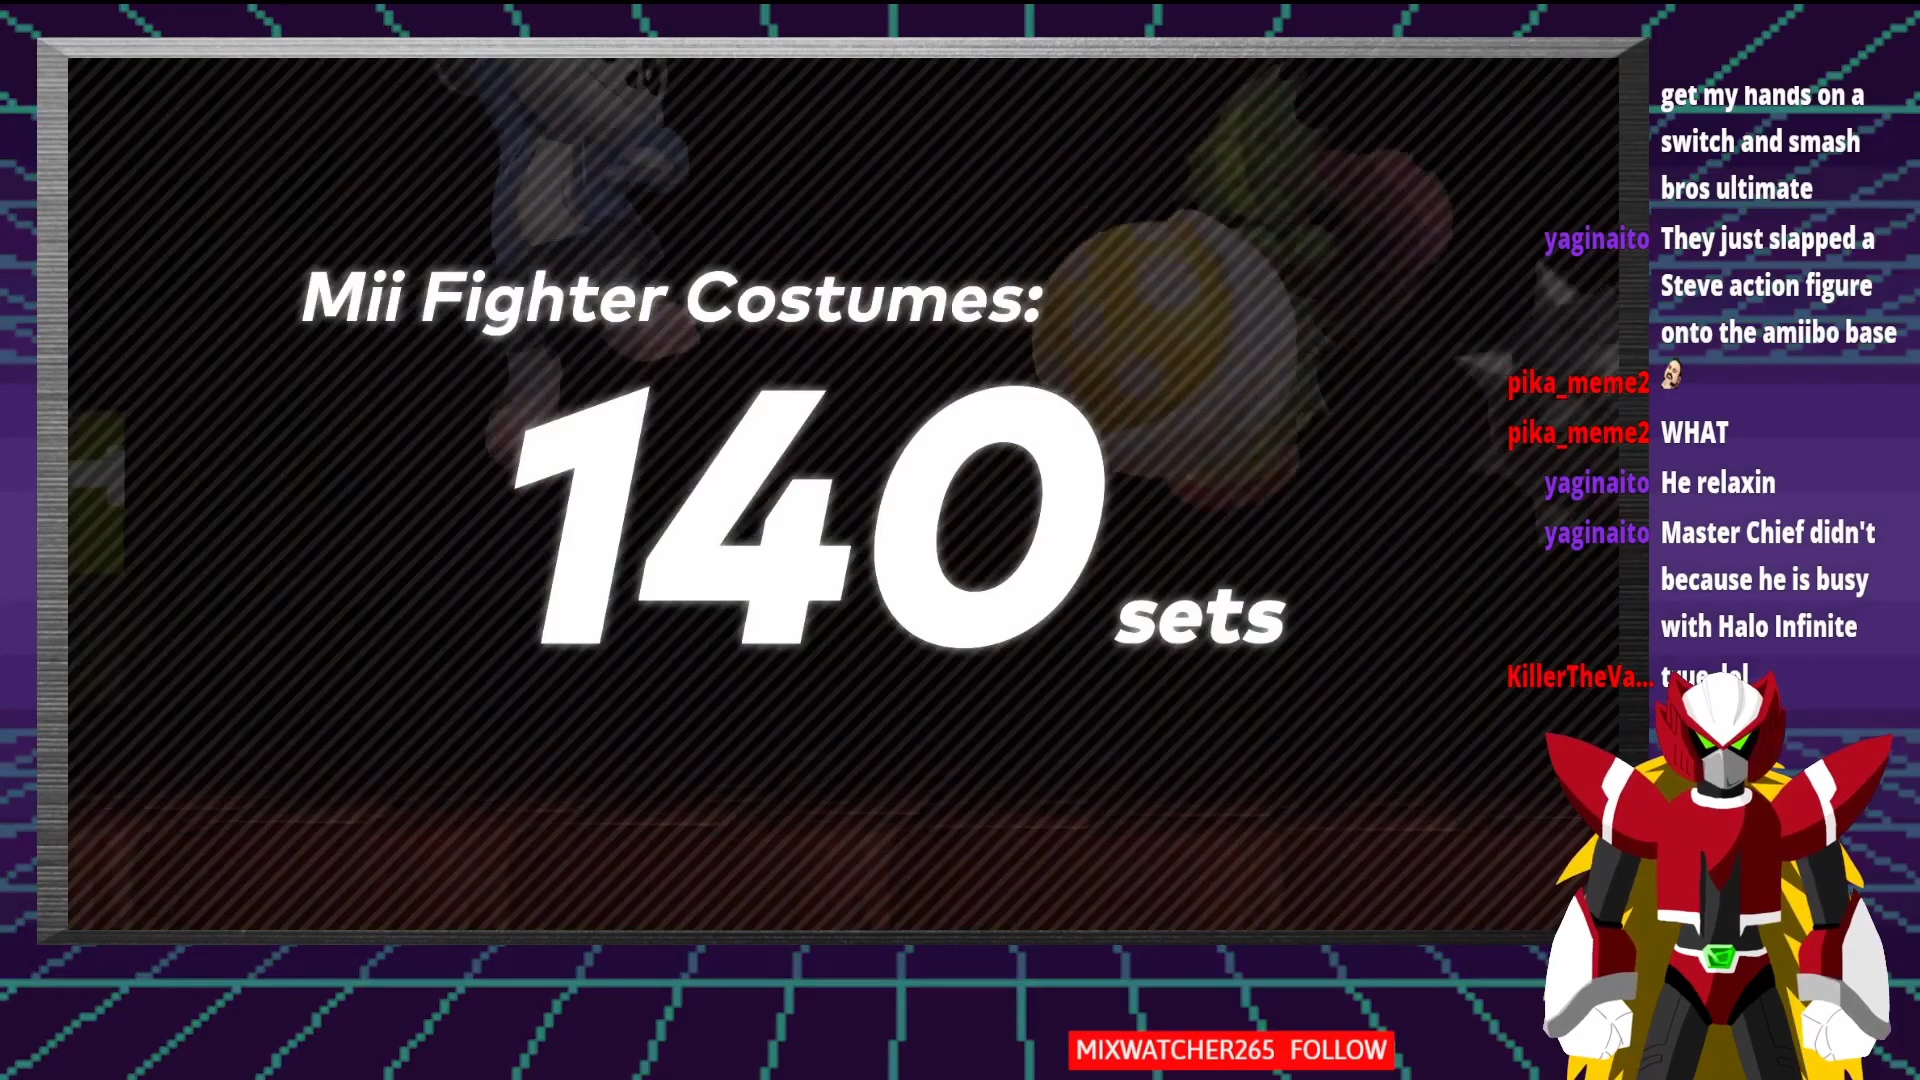 Mii Fighter Costumes:
140 sets
get my hands on a
switch and smash
bros ultimate
yaginaito They just slapped a
Steve action figure
onto the amiibo base
pika_meme2
pika_meme2 WHAT
yaginaito He relaxin
yaginaito Master Chief didn't
because he is busy
with Halo Infinite
KillerTheVa...
MIXWATCHER265 FOLLOW